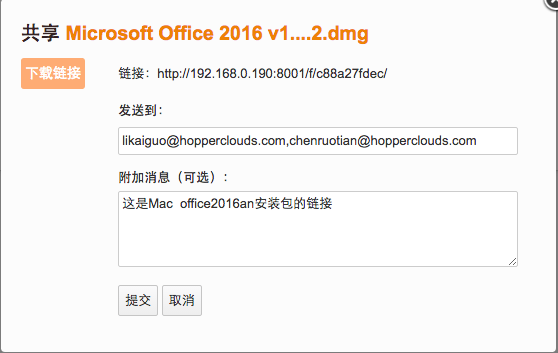 共享 Microsoft Office 2016 v1....2.dmg
下载链接
链接：http://192.168.0.190:8001/f/c88a27fdec/
发送到：
likaiguo@hopperclouds.com,chenruotian@hopperclouds.com
附加消息（可选）：
这是Mac  office2016an安装包的链接
提交 取消